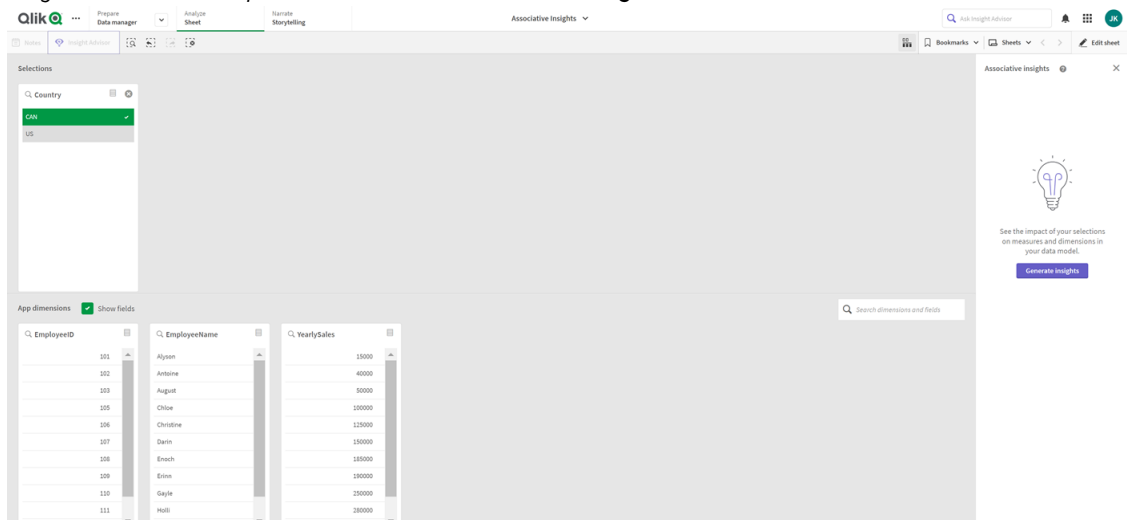 Qlik
Prepare
Data manager
Analyze
Sheet
Narrate
Storytelling
Associative Insights
Ask Insight Advisor
JK
Notes
Insight Advisor
Bookmarks
Sheets
Edit sheet
Selections
Country
CAN
US
Associative insights
See the impact of your selections
on measures and dimensions in
your data model.
Generate insights
App dimensions
Show fields
Search dimensions and fields
EmployeeID
101
102
103
105
106
107
108
109
110
111
EmployeeName
Alyson
Antoine
August
Chloe
Christine
Darin
Enoch
Erinn
Gayle
Holli
YearlySales
15000
40000
50000
100000
125000
150000
185000
190000
250000
280000